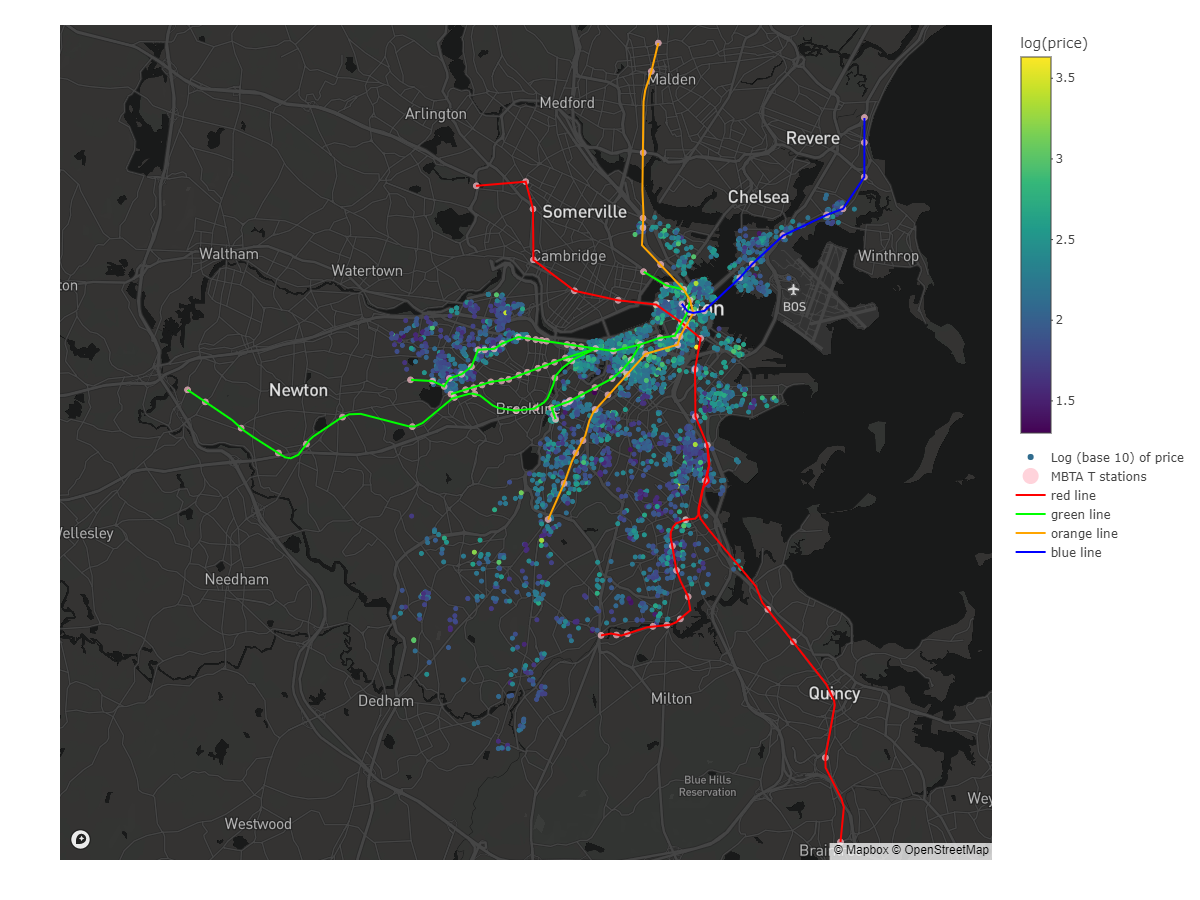 Malden
Medford
Arlington
Revere
Chelsea
Somerville
Waltham
Cambridge
Winthrop
Watertown
ton
BOS
in
Newton
Brookline
Wellesley
Needham
Quincy
Dedham
Milton
Blue Hills
Reservation
Westwood
Wey
Brain
© Mapbox © OpenStreetMap
log(price)
3.5
3
2.5
2
1.5
Log (base 10) of price
MBTA T stations
red line
green line
orange line
blue line